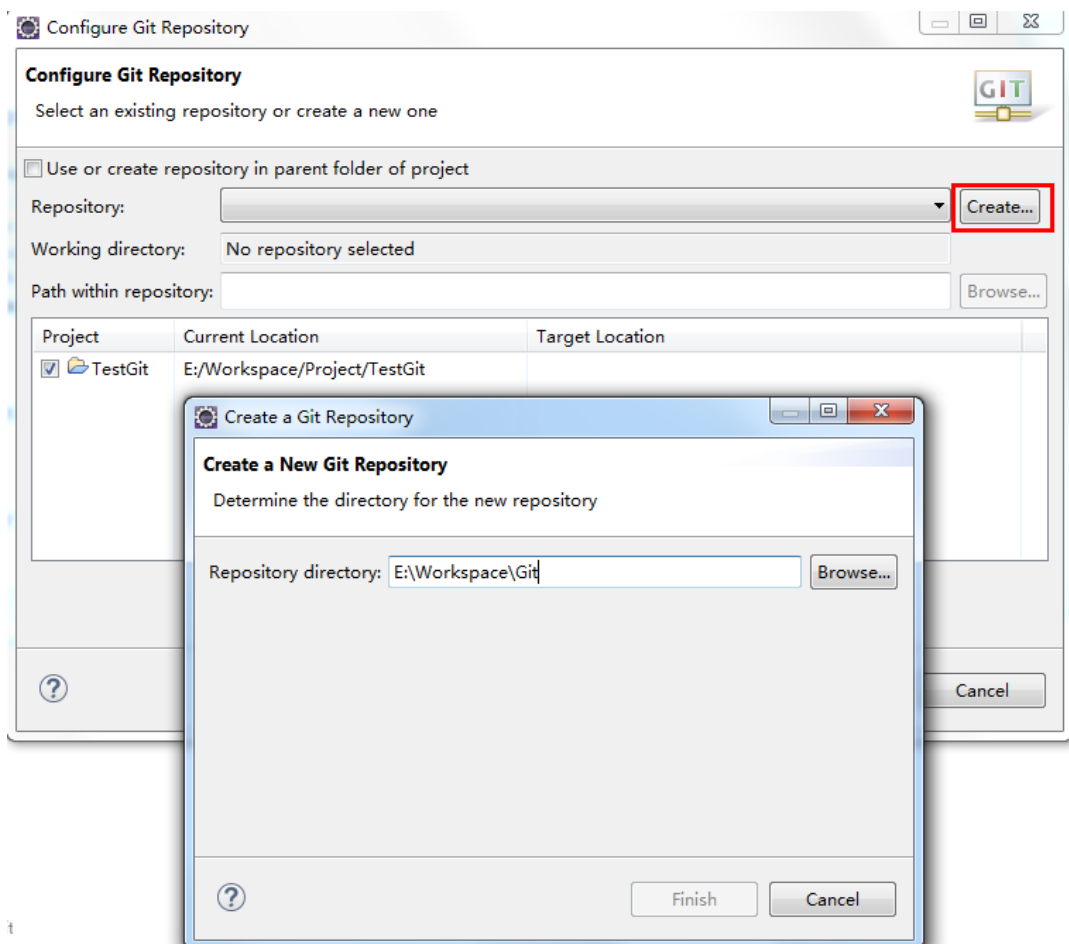 Configure Git Repository
Configure Git Repository
Select an existing repository or create a new one
GIT
Use or create repository in parent folder of project
Repository: Create...
Working directory: No repository selected
Path within repository: Browse...
Project Current Location Target Location
TestGit E:/Workspace/Project/TestGit
Create a Git Repository
Create a New Git Repository
Determine the directory for the new repository
Repository directory: E:\Workspace\Git Browse...
Cancel
Finish Cancel